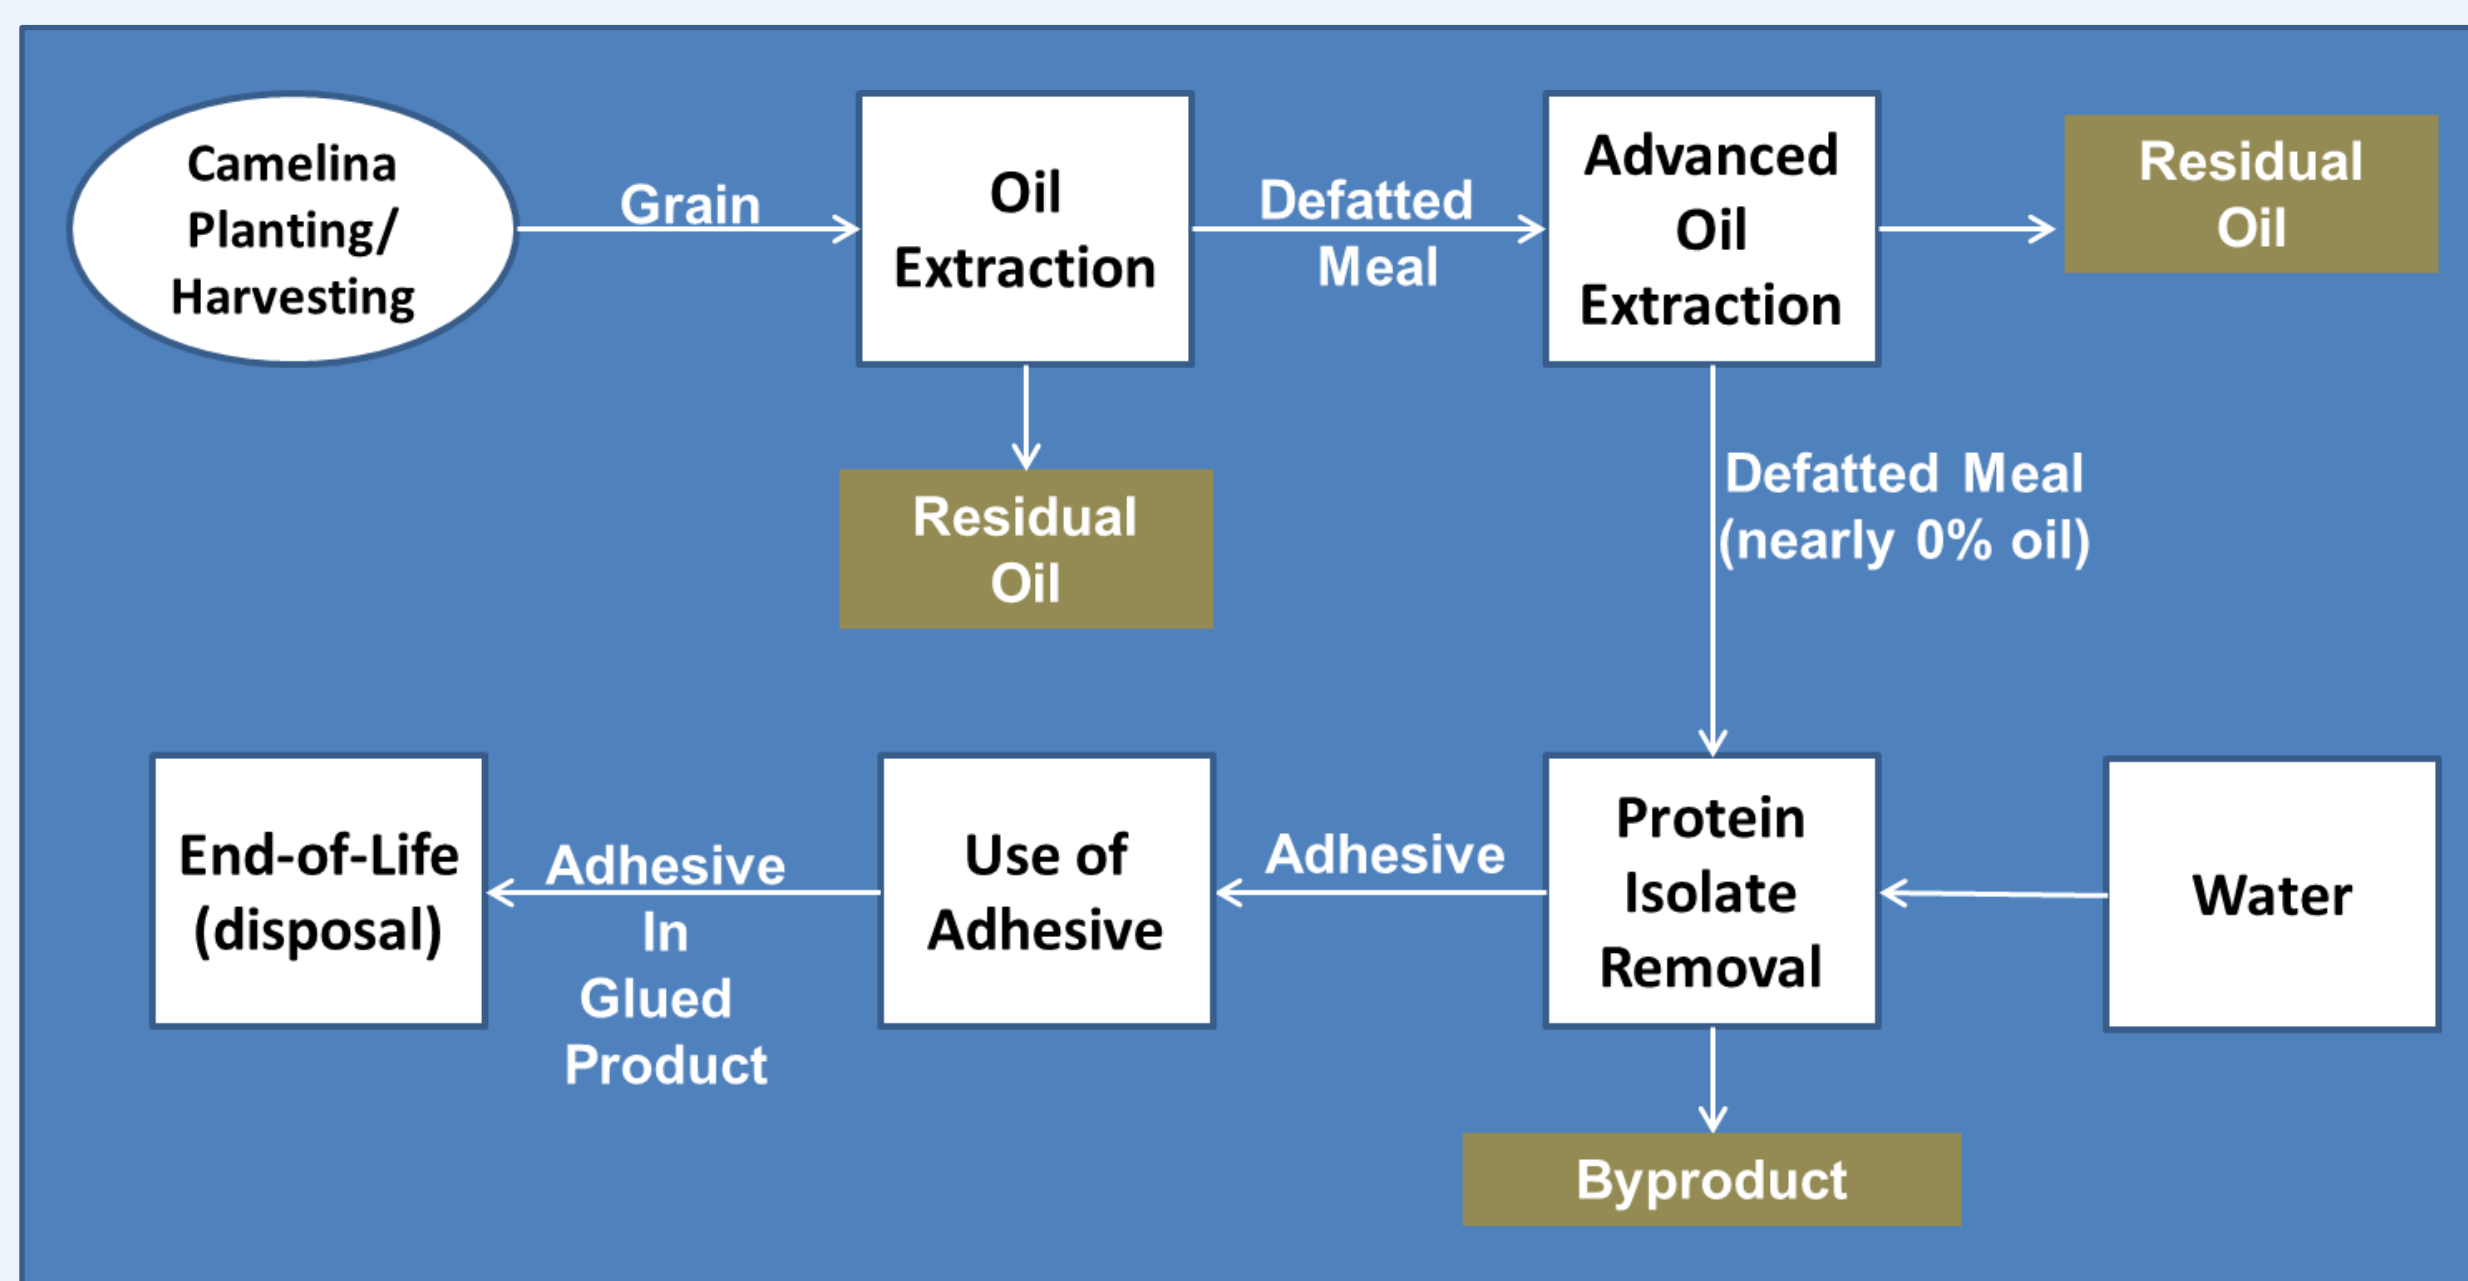 Camelina
Planting/
Harvesting
Grain
Oil
Extraction
Defatted
Meal
Advanced
Oil
Extraction
Residual
Oil
Residual
Oil
Defatted Meal
(nearly 0% oil)
End-of-Life
(disposal)
Adhesive
In
Glued
Product
Use of
Adhesive
Adhesive
Protein
Isolate
Removal
Water
Byproduct